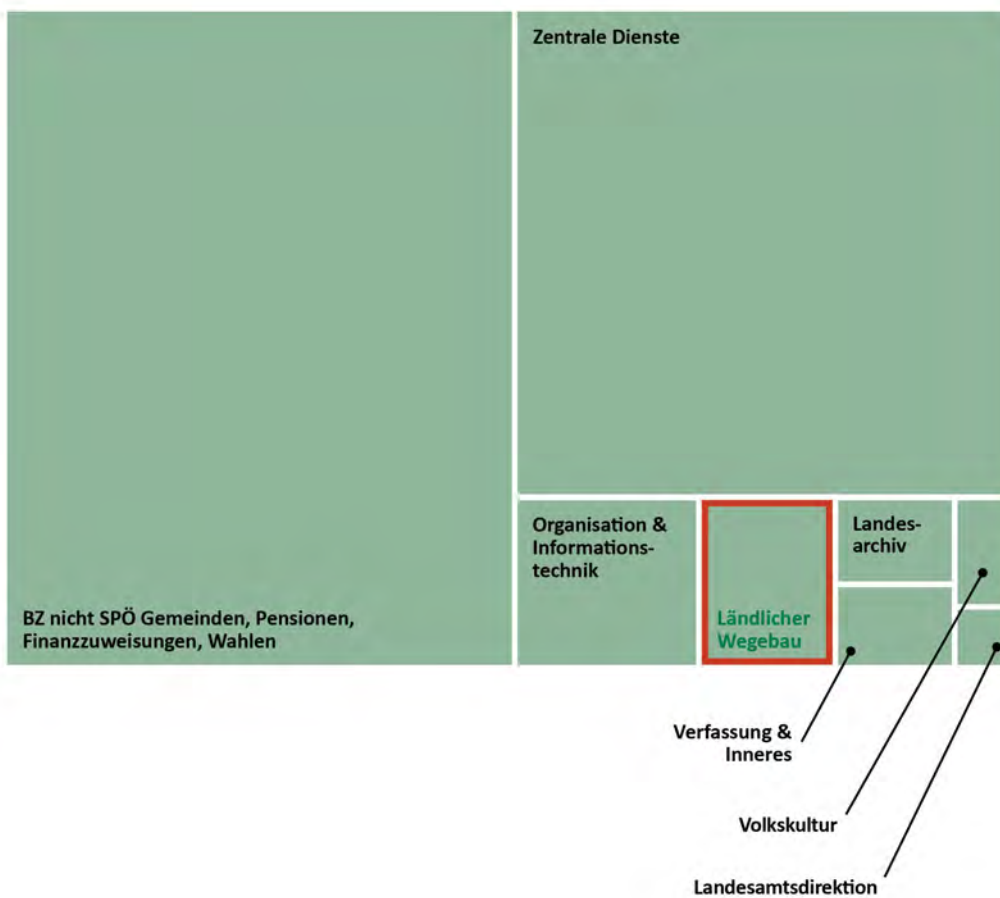 Zentrale Dienste
BZ nicht SPÖ Gemeinden, Pensionen,
Finanzzuweisungen, Wahlen
Organisation &
Informations-
technik
Ländlicher
Wegebau
Landes-
archiv
Verfassung &
Inneres
Volkskultur
Landesamtsdirektion